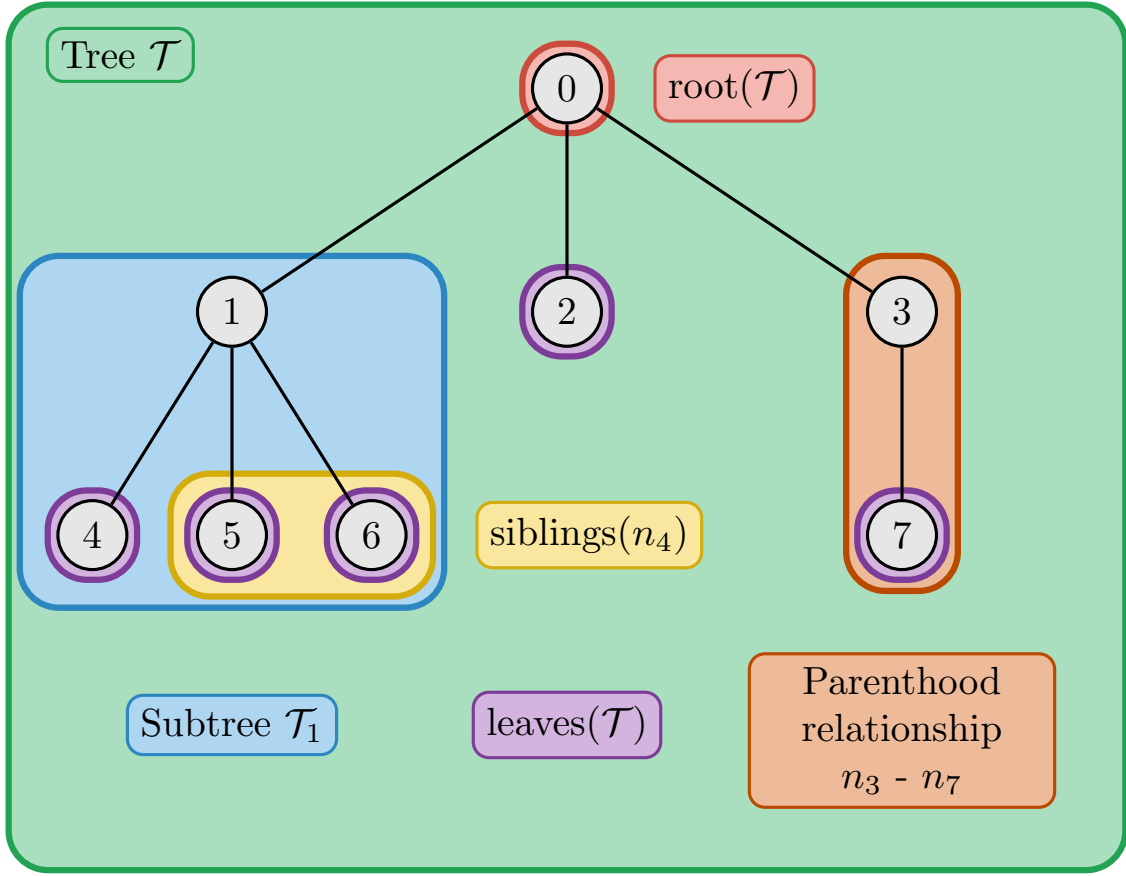 Tree 𝒯
0
root(𝒯)
1
2
3
4
5
6
siblings(n₄)
7
Subtree 𝒯₁
leaves(𝒯)
Parenthood
relationship
n₃ - n₇